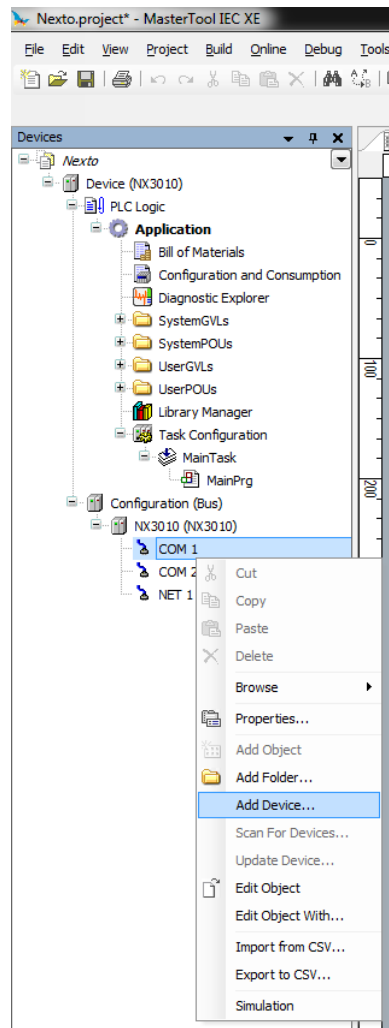 Nexto.project* - MasterTool IEC XE
File Edit View Project Build Online Debug Tools
Devices
Nexto
Device (NX3010)
PLC Logic
Application
Bill of Materials
Configuration and Consumption
Diagnostic Explorer
SystemGVLs
SystemPOUs
UserGVLs
UserPOUs
Library Manager
Task Configuration
MainTask
MainPrg
Configuration (Bus)
NX3010 (NX3010)
COM 1
COM 2
NET 1
Cut
Copy
Paste
Delete
Browse
Properties...
Add Object
Add Folder...
Add Device...
Scan For Devices...
Update Device...
Edit Object
Edit Object With...
Import from CSV...
Export to CSV...
Simulation
0
100
200